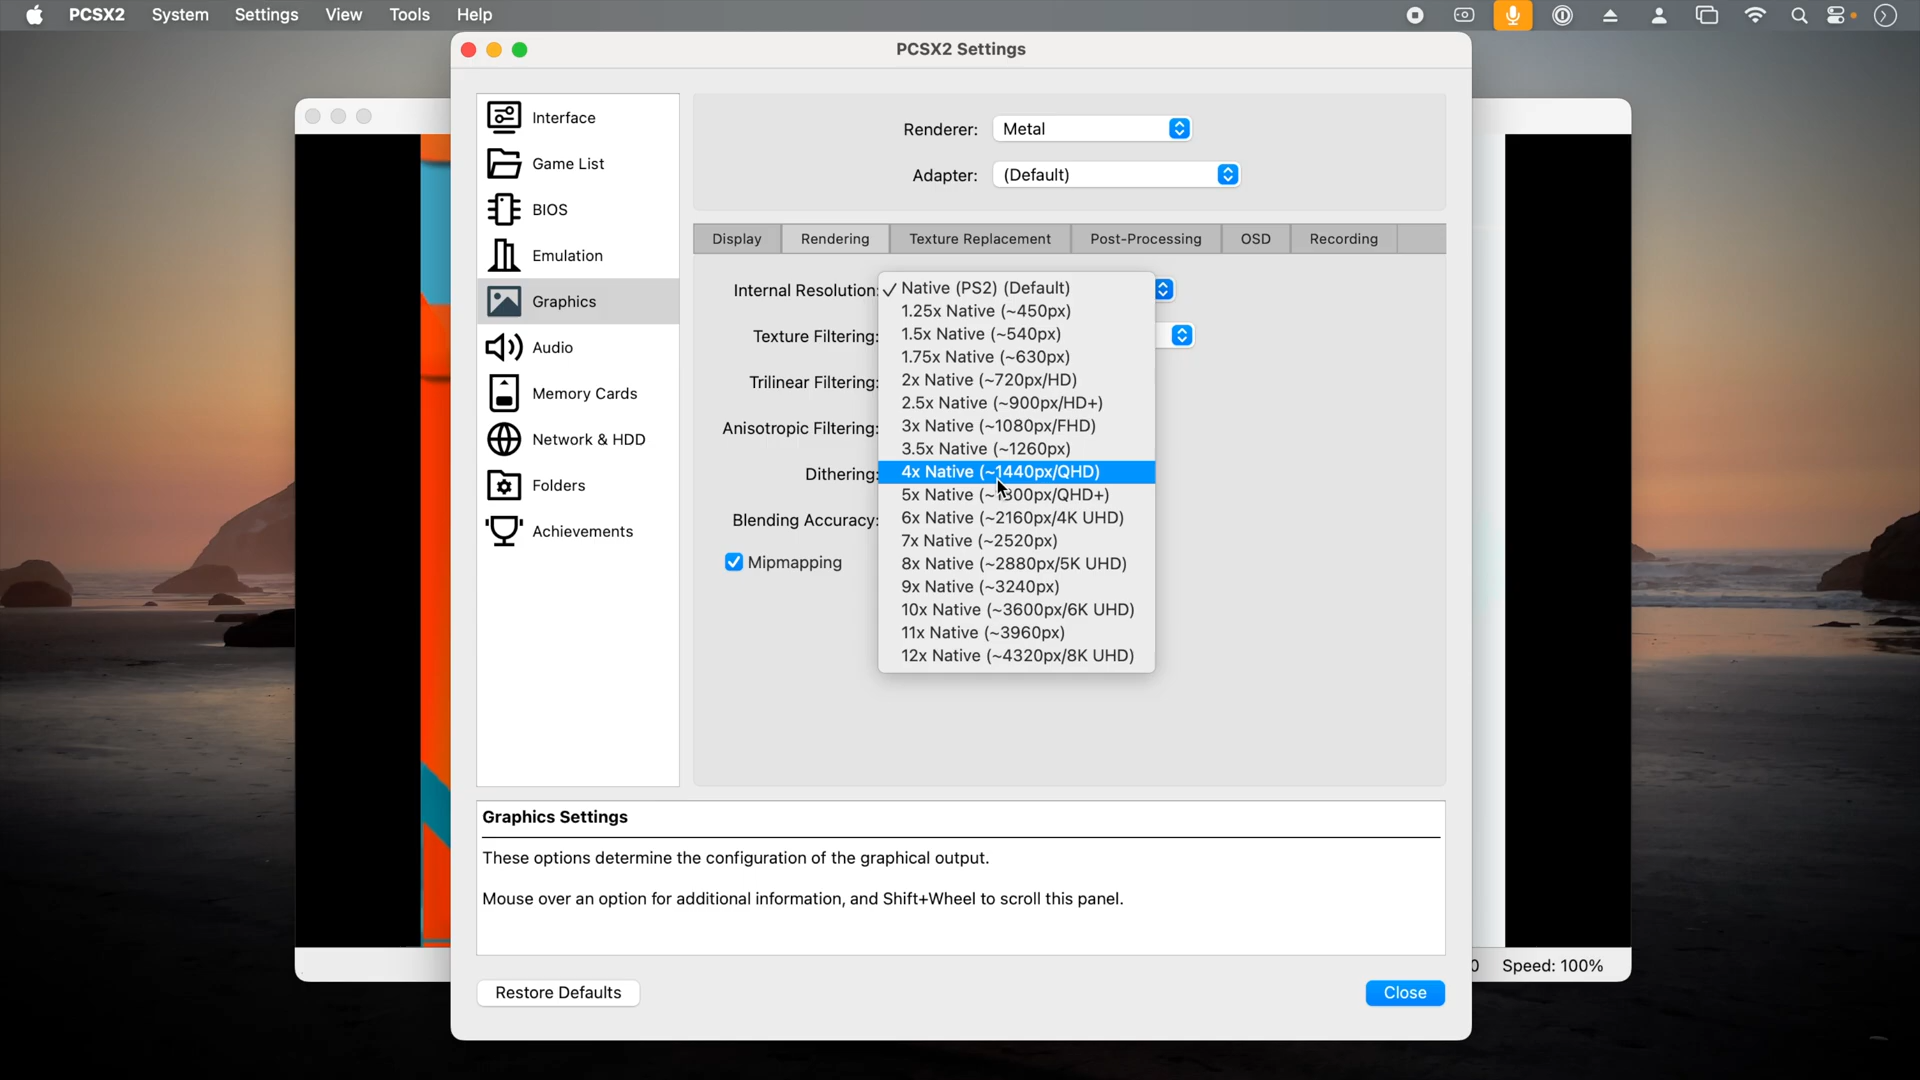 PCSX2 System Settings View Tools Help
PCSX2 Settings
Interface
Game List
BIOS
Emulation
Graphics
Audio
Memory Cards
Network & HDD
Folders
Achievements
Renderer: Metal
Adapter: (Default)
Display Rendering Texture Replacement Post-Processing OSD Recording
Internal Resolution:
Texture Filtering:
Trilinear Filtering:
Anisotropic Filtering:
Dithering:
Blending Accuracy:
Mipmapping
✓ Native (PS2) (Default)
1.25x Native (~450px)
1.5x Native (~540px)
1.75x Native (~630px)
2x Native (~720px/HD)
2.5x Native (~900px/HD+)
3x Native (~1080px/FHD)
3.5x Native (~1260px)
4x Native (~1440px/QHD)
5x Native (~1800px/QHD+)
6x Native (~2160px/4K UHD)
7x Native (~2520px)
8x Native (~2880px/5K UHD)
9x Native (~3240px)
10x Native (~3600px/6K UHD)
11x Native (~3960px)
12x Native (~4320px/8K UHD)
Graphics Settings
These options determine the configuration of the graphical output.
Mouse over an option for additional information, and Shift+Wheel to scroll this panel.
0 Speed: 100%
Restore Defaults
Close